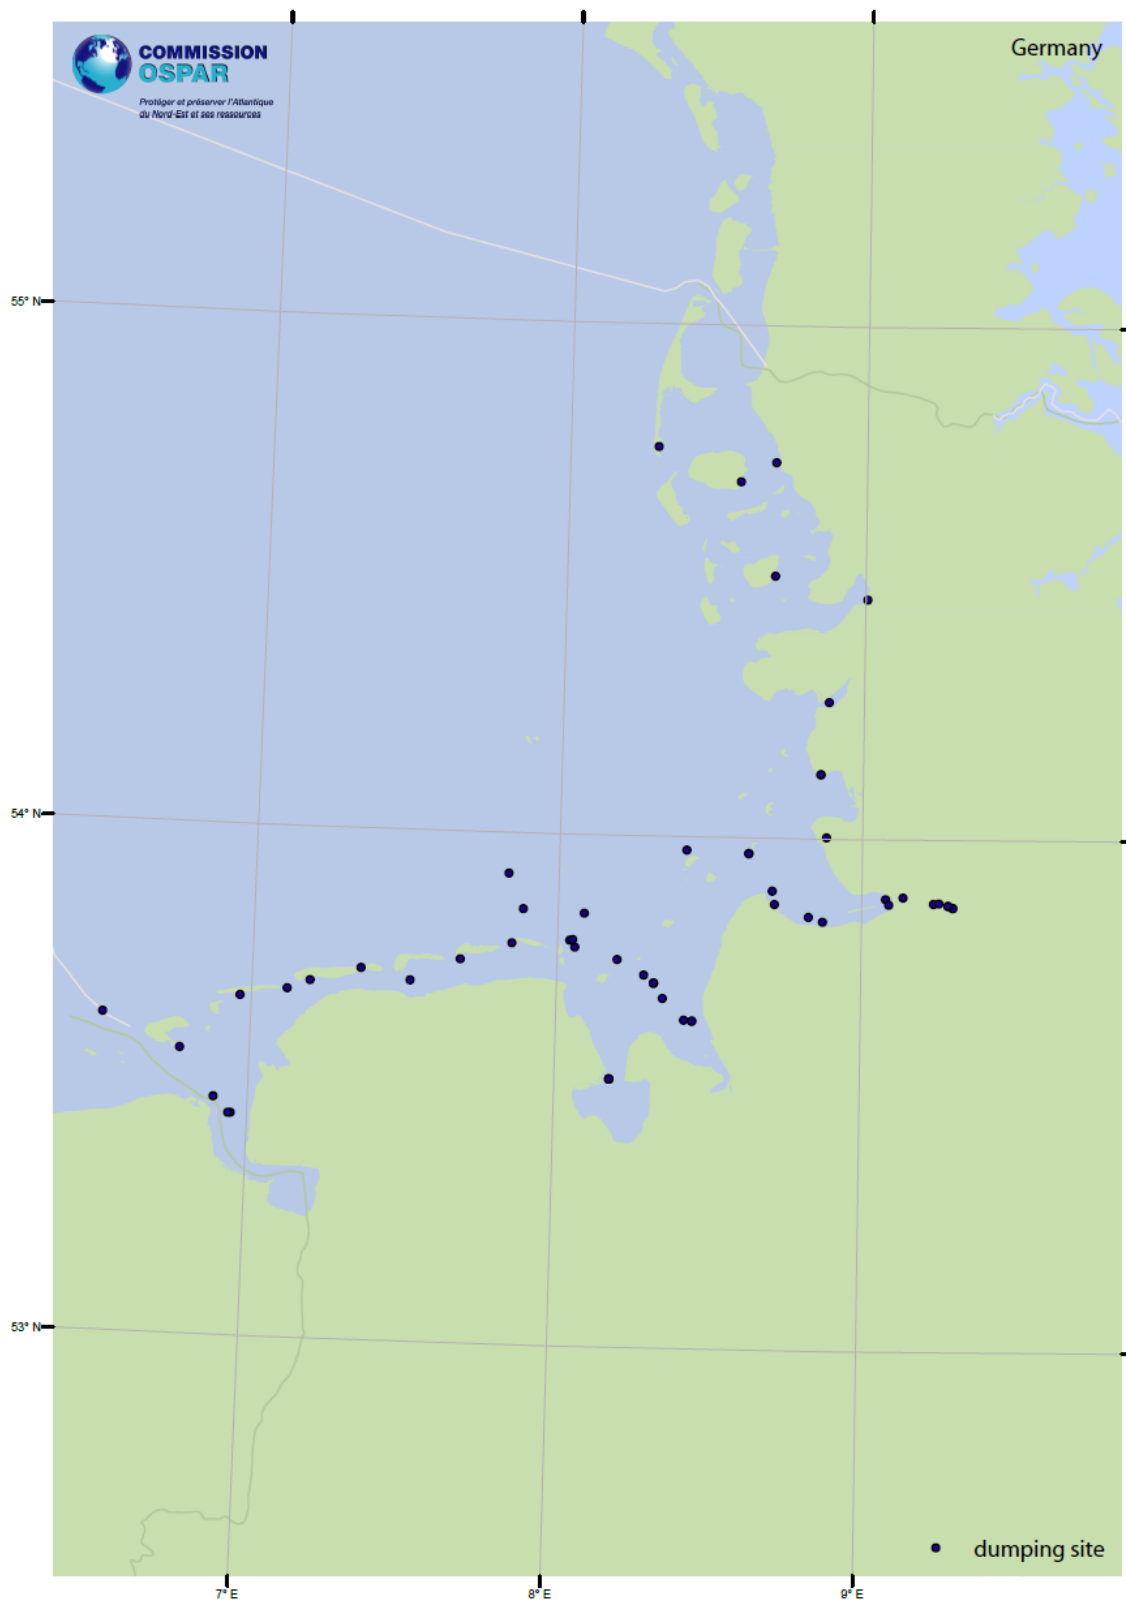 COMMISSION
OSPAR
Protéger et préserver l'Atlantique
du Nord-Est et ses ressources
Germany
55° N
54° N
53° N
dumping site
7° E
8° E
9° E